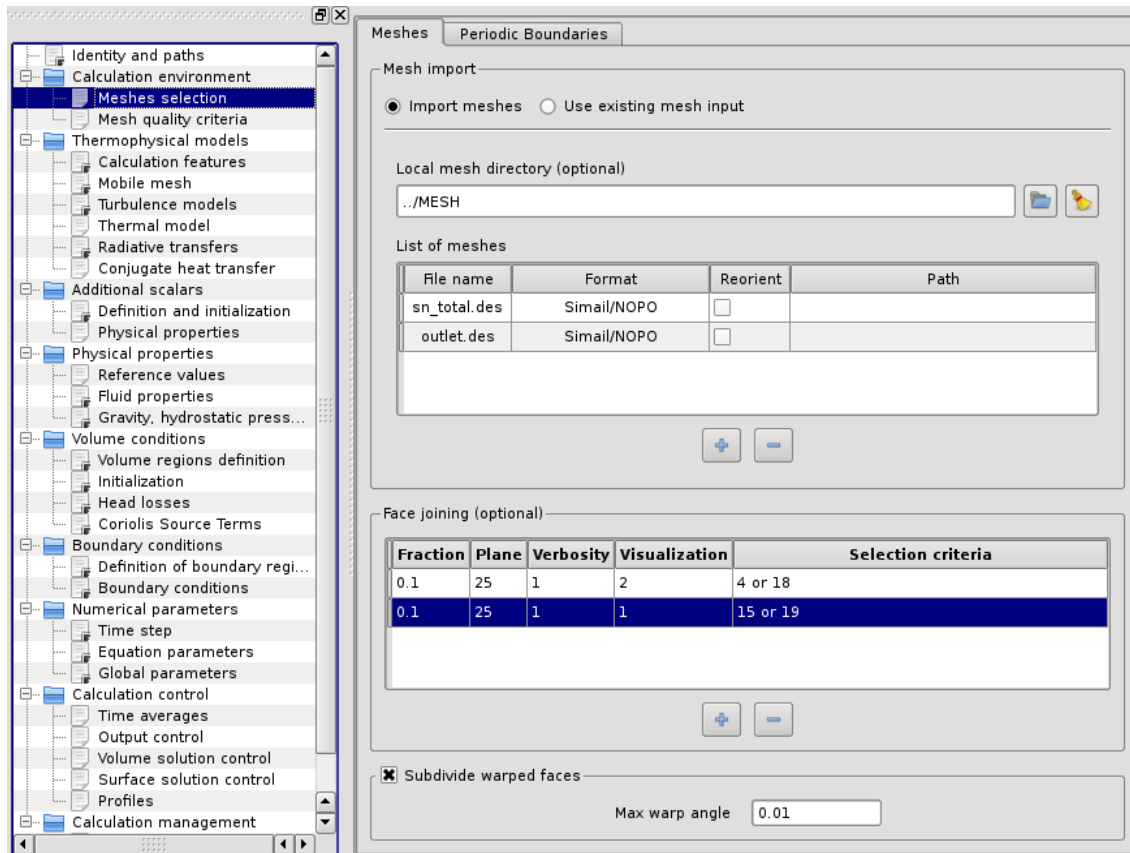 Identity and paths
Calculation environment
Meshes selection
Mesh quality criteria
Thermophysical models
Calculation features
Mobile mesh
Turbulence models
Thermal model
Radiative transfers
Conjugate heat transfer
Additional scalars
Definition and initialization
Physical properties
Physical properties
Reference values
Fluid properties
Gravity, hydrostatic press...
Volume conditions
Volume regions definition
Initialization
Head losses
Coriolis Source Terms
Boundary conditions
Definition of boundary regi...
Boundary conditions
Numerical parameters
Time step
Equation parameters
Global parameters
Calculation control
Time averages
Output control
Volume solution control
Surface solution control
Profiles
Calculation management
Meshes Periodic Boundaries
Mesh import
Import meshes Use existing mesh input
Local mesh directory (optional)
../MESH
List of meshes
File name Format Reorient Path
sn_total.des Simail/NOPO
outlet.des Simail/NOPO
Face joining (optional)
Fraction Plane Verbosity Visualization Selection criteria
0.1 25 1 2 4 or 18
0.1 25 1 1 15 or 19
Subdivide warped faces
Max warp angle 0.01